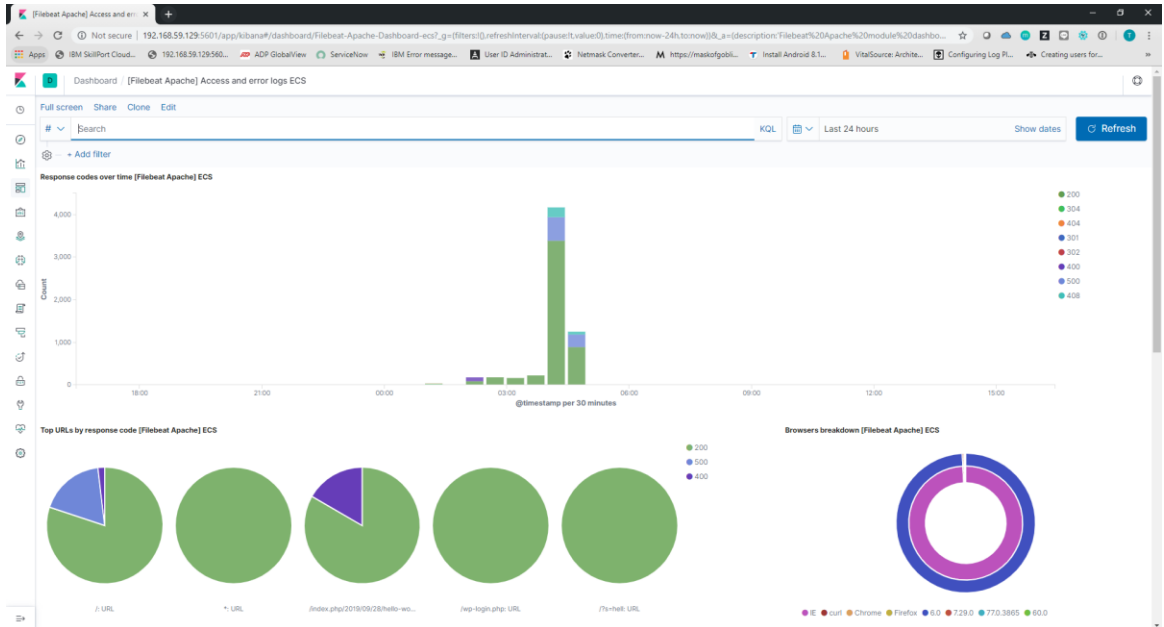 [Filebeat Apache] Access and err
Not secure | 192.168.59.129:5601/app/kibana#/dashboard/Filebeat-Apache-Dashboard-ecs?_g=(filters:!(),refreshInterval:(pause:!t,value:0),time:(from:now-24h,to:now))&_a=(description:'Filebeat%20Apache%20module%20dashbo...
Apps IBM SkillPort Cloud... 192.168.59.129:560... ADP GlobalView ServiceNow IBM Error message... User ID Administrat... Netmask Converter... https://maskofgobli... Install Android 8.1... VitalSource: Archite... Configuring Log Pl... Creating users for... »
D Dashboard / [Filebeat Apache] Access and error logs ECS
Full screen Share Clone Edit
# Search KQL Last 24 hours Show dates Refresh
+ Add filter
Response codes over time [Filebeat Apache] ECS
4,000
3,000
2,000
1,000
0
Count
18:00 21:00 00:00 03:00 06:00 09:00 12:00 15:00
@timestamp per 30 minutes
200
304
404
301
302
400
500
408
Top URLs by response code [Filebeat Apache] ECS
200
500
400
/: URL *: URL /index.php/2019/09/28/hello-wo... /wp-login.php: URL /?s=hell: URL
Browsers breakdown [Filebeat Apache] ECS
IE curl Chrome Firefox 6.0 7.29.0 77.0.3865 60.0